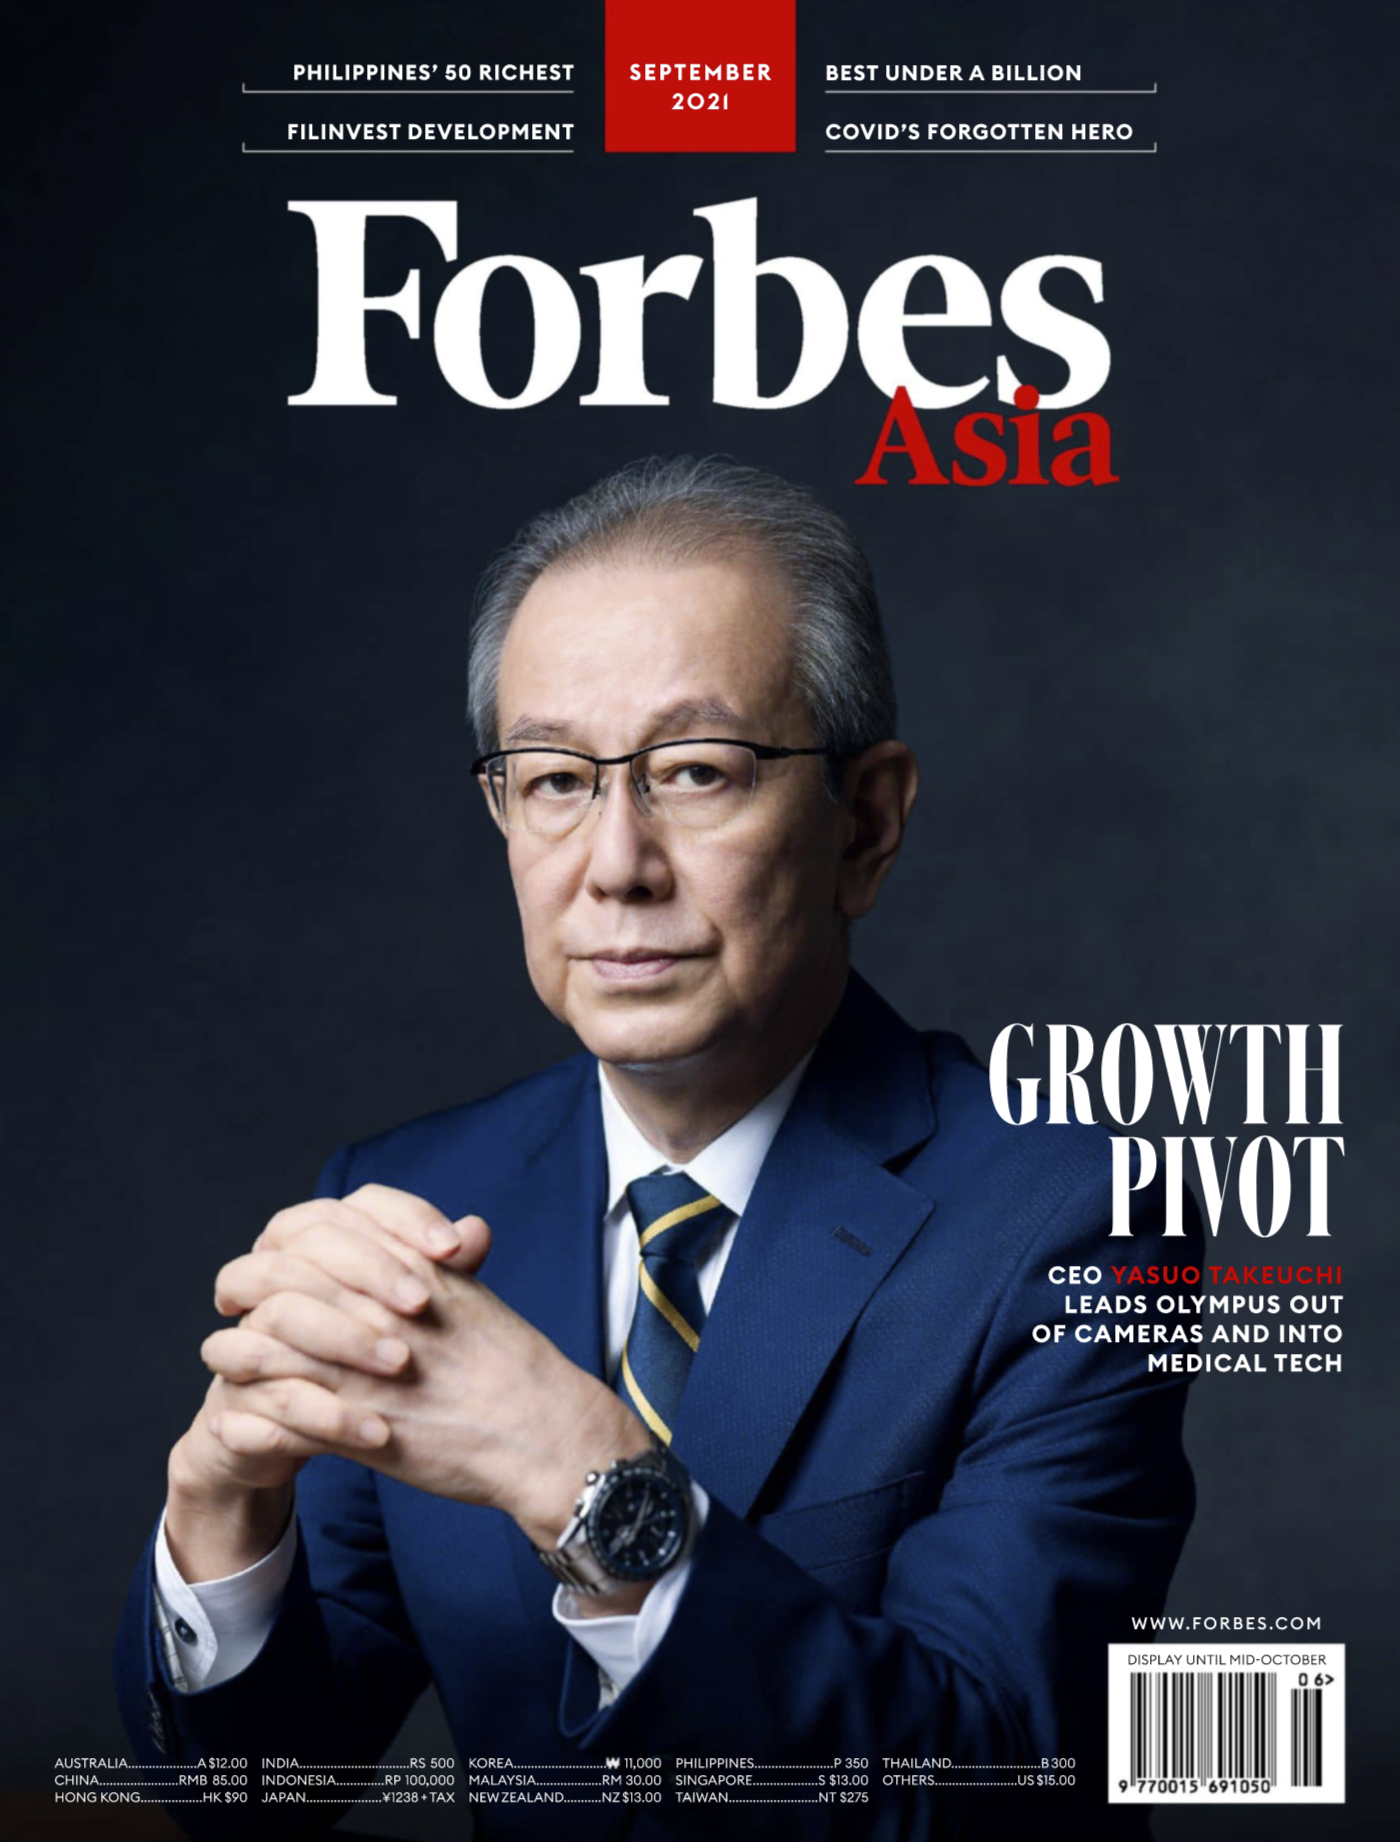 PHILIPPINES' 50 RICHEST
FILINVEST DEVELOPMENT
SEPTEMBER
2021
BEST UNDER A BILLION
COVID'S FORGOTTEN HERO
Forbes
Asia
GROWTH
PIVOT
CEO YASUO TAKEUCHI
LEADS OLYMPUS OUT
OF CAMERAS AND INTO
MEDICAL TECH
WWW.FORBES.COM
DISPLAY UNTIL MID-OCTOBER
06>
9 770015 691050
AUSTRALIA....................A $12.00
CHINA.......................RMB 85.00
HONG KONG..................HK $90
INDIA................................RS 500
INDONESIA..............RP 100,000
JAPAN......................¥1238 + TAX
KOREA...........................₩ 11,000
MALAYSIA...................RM 30.00
NEW ZEALAND...........NZ $13.00
PHILIPPINES.......................P 350
SINGAPORE...................S $13.00
TAIWAN..........................NT $275
THAILAND..........................B 300
OTHERS........................US $15.00